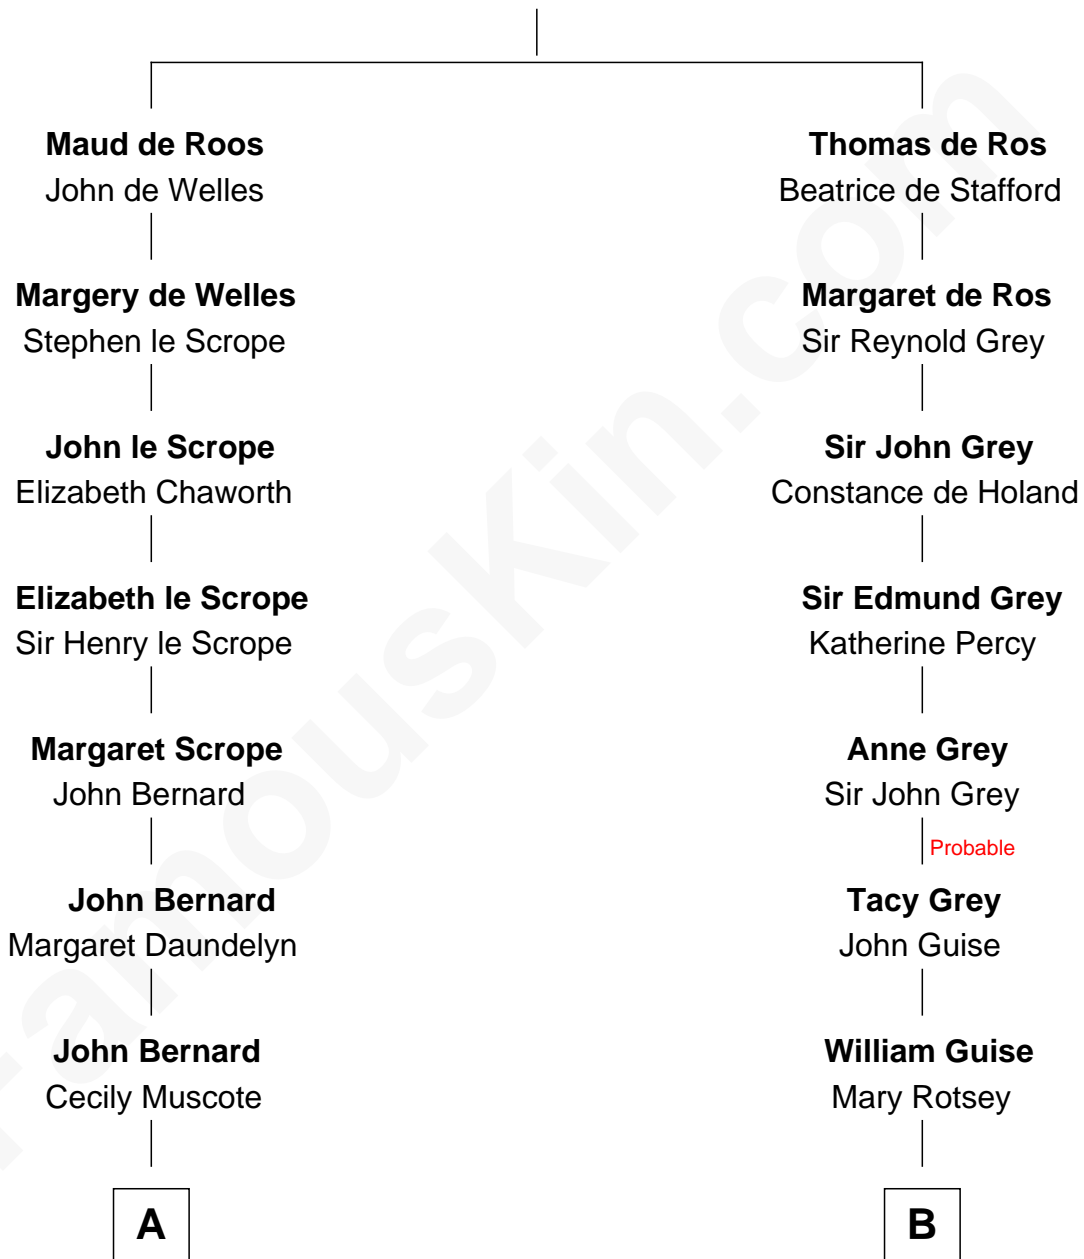 Maud de Roos
John de Welles
Thomas de Ros
Beatrice de Stafford
Margery de Welles
Stephen le Scrope
Margaret de Ros
Sir Reynold Grey
John le Scrope
Elizabeth Chaworth
Sir John Grey
Constance de Holand
Elizabeth le Scrope
Sir Henry le Scrope
Sir Edmund Grey
Katherine Percy
Margaret Scrope
John Bernard
Anne Grey
Sir John Grey
Probable
John Bernard
Margaret Daundelyn
Tacy Grey
John Guise
John Bernard
Cecily Muscote
William Guise
Mary Rotsey
A
B
FamousKin.com